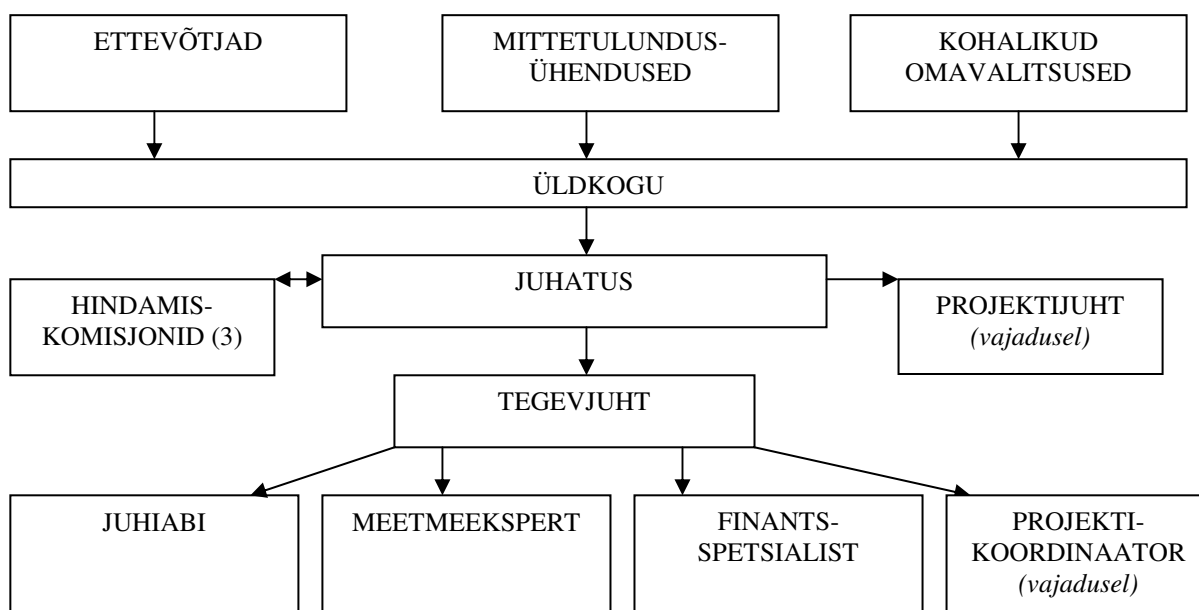 ETTEVÕTJAD
MITTETULUNDUS-
ÜHENDUSED
KOHALIKUD
OMAVALITSUSED
ÜLDKOGU
JUHATUS
HINDAMIS-
KOMISJONID (3)
PROJEKTIJUHT
(vajadusel)
TEGEVJUHT
JUHIABI
MEETMEEKSPERT
FINANTS-
SPETSIALIST
PROJEKTI-
KOORDINAATOR
(vajadusel)